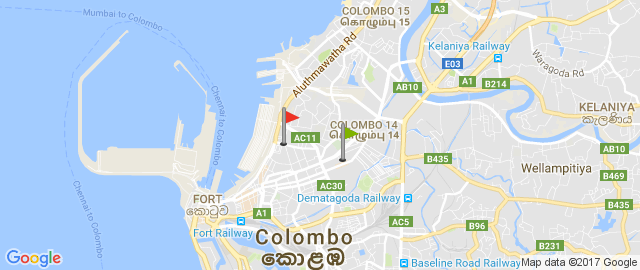 Mumbai to Colombo
COLOMBO 15
கொழும்பு 15
A3
Aluthmawatha Rd
Kelaniya Railway
Waragoda Rd
E03
A1
B214
AB10
AB10
Chennai to Colombo
KELANIYA
කැලණිය
COLOMBO 14
கொழும்பு 14
AC11
B435
Wellampitiya
B469
AC30
Chennai to Colombo
FORT
කොටුව
A1
Dematagoda Railway
B435
Fort Railway
AC5
B96
Colombo
කොළඹ
B231
Baseline Road Railway
Google
Map data ©2017 Google